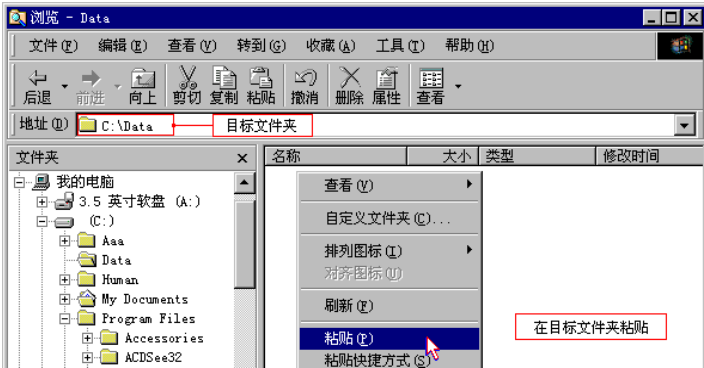 浏览 - Data
文件(F) 编辑(E) 查看(V) 转到(G) 收藏(A) 工具(T) 帮助(H)
后退 前进 向上 剪切 复制 粘贴 撤消 删除 属性 查看
地址(D) C:\Data 目标文件夹
文件夹 × 名称 大小 类型 修改时间
我的电脑
3.5 英寸软盘 (A:)
(C:)
Aaa
Data
Human
My Documents
Program Files
Accessories
ACDSee32
查看(V)
自定义文件夹(C)...
排列图标(I)
对齐图标(U)
刷新(F)
粘贴(P)
粘贴快捷方式(S)
在目标文件夹粘贴